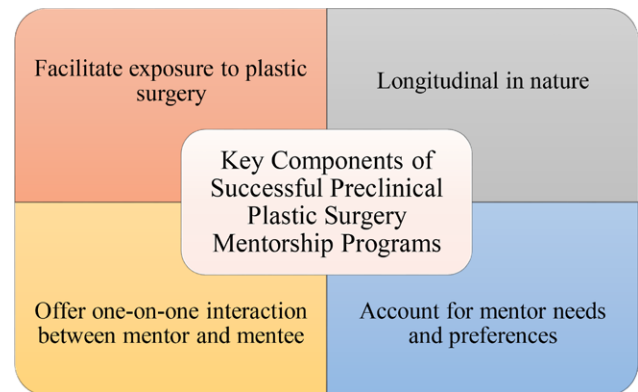 Facilitate exposure to plastic
surgery
Longitudinal in nature
Key Components of
Successful Preclinical
Plastic Surgery
Mentorship Programs
Offer one-on-one interaction
between mentor and mentee
Account for mentor needs
and preferences